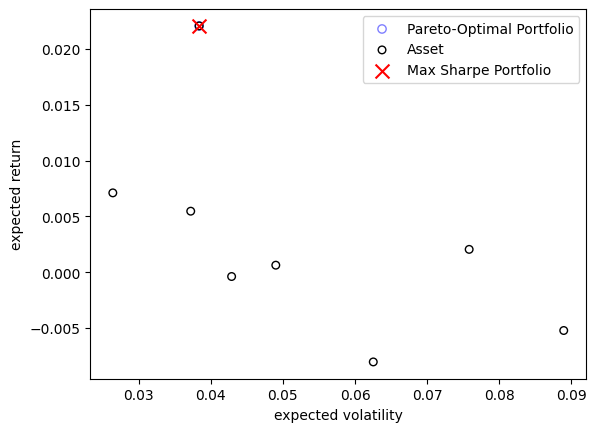 Pareto-Optimal Portfolio
Asset
Max Sharpe Portfolio
expected return
0.020
0.015
0.010
0.005
0.000
−0.005
0.03 0.04 0.05 0.06 0.07 0.08 0.09
expected volatility